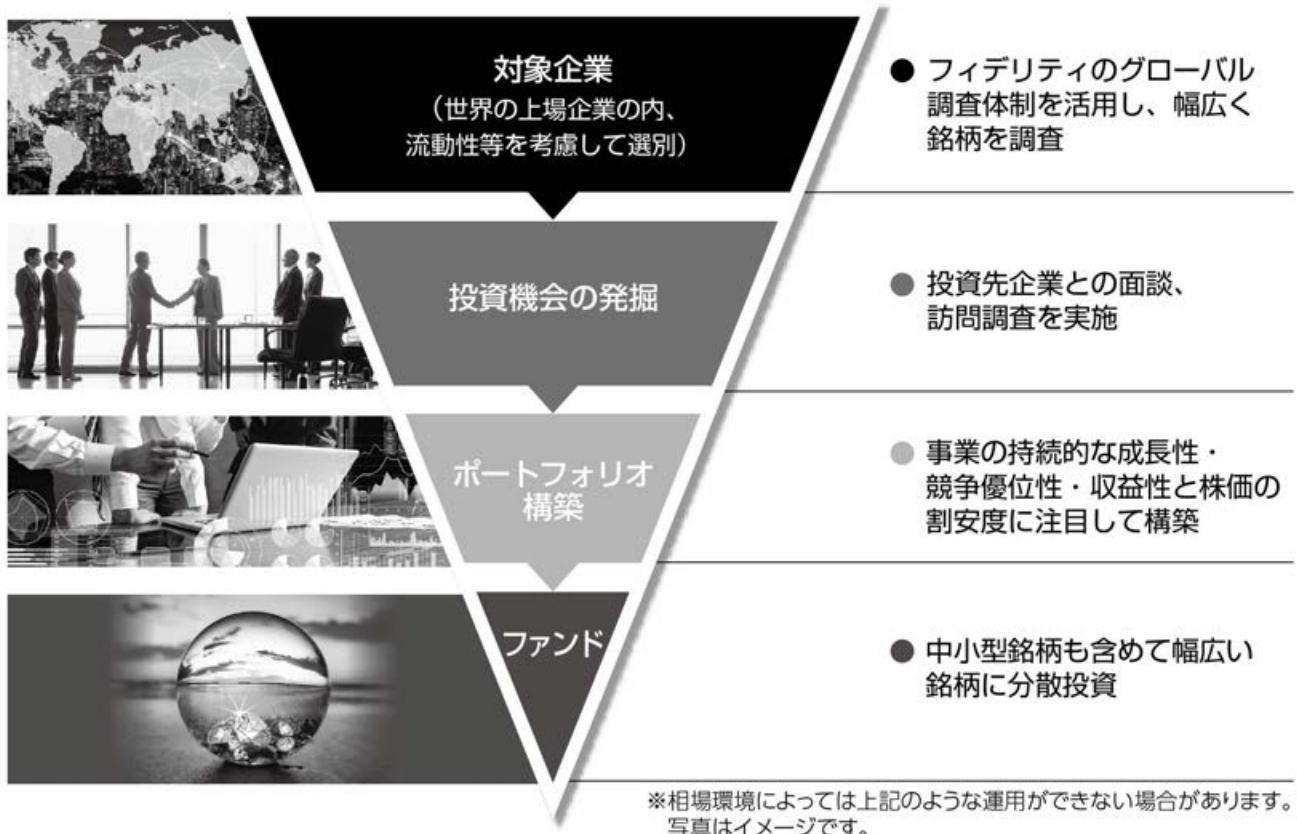 対象企業
（世界の上場企業の内、
流動性等を考慮して選別）
● フィデリティのグローバル
調査体制を活用し、幅広く
銘柄を調査
投資機会の発掘
● 投資先企業との面談、
訪問調査を実施
ポートフォリオ
構築
● 事業の持続的な成長性・
競争優位性・収益性と株価の
割安度に注目して構築
ファンド
● 中小型銘柄も含めて幅広い
銘柄に分散投資
※相場環境によっては上記のような運用ができない場合があります。
写真はイメージです。